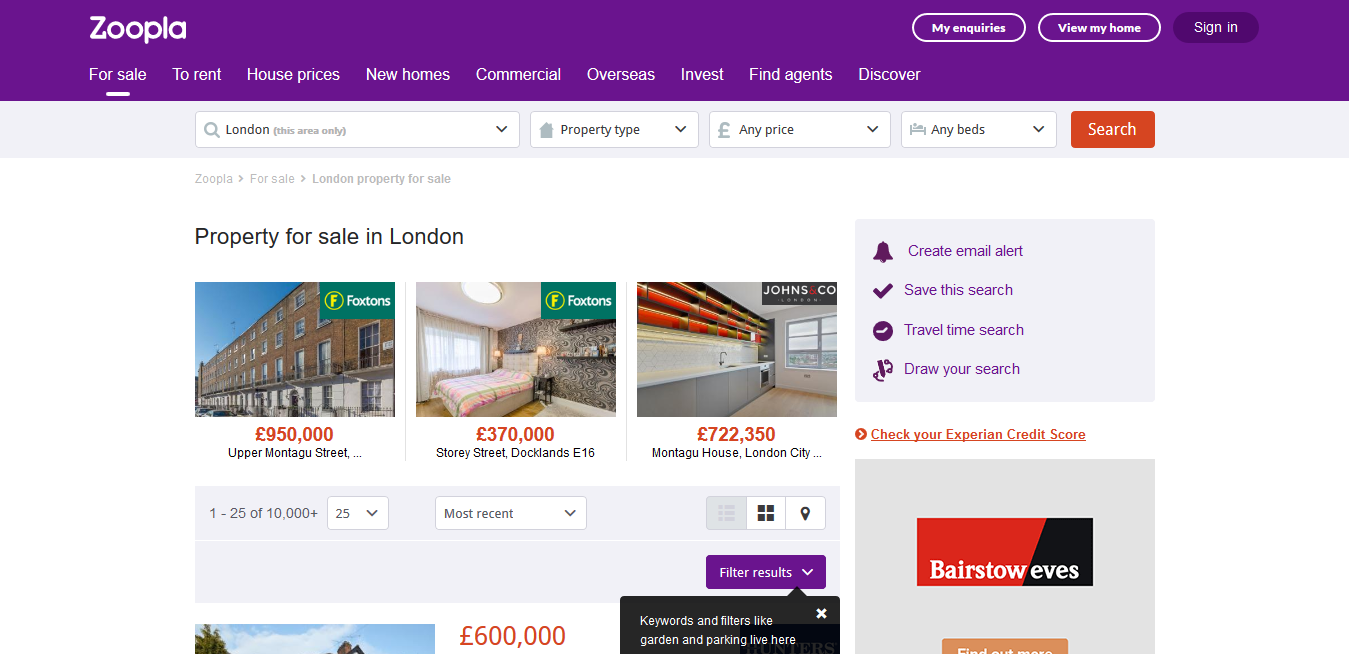 Zoopla
My enquiries
View my home
Sign in
For sale
To rent
House prices
New homes
Commercial
Overseas
Invest
Find agents
Discover
London (this area only)
Property type
Any price
Any beds
Search
Zoopla > For sale > London property for sale
Property for sale in London
Foxtons
Foxtons
JOHNS&CO
· LONDON ·
£950,000
Upper Montagu Street, ...
£370,000
Storey Street, Docklands E16
£722,350
Montagu House, London City ...
Create email alert
Save this search
Travel time search
Draw your search
Check your Experian Credit Score
1 - 25 of 10,000+
25
Most recent
Filter results
Keywords and filters like
garden and parking live here
£600,000
HUNTERS
Bairstow eves
Find out more